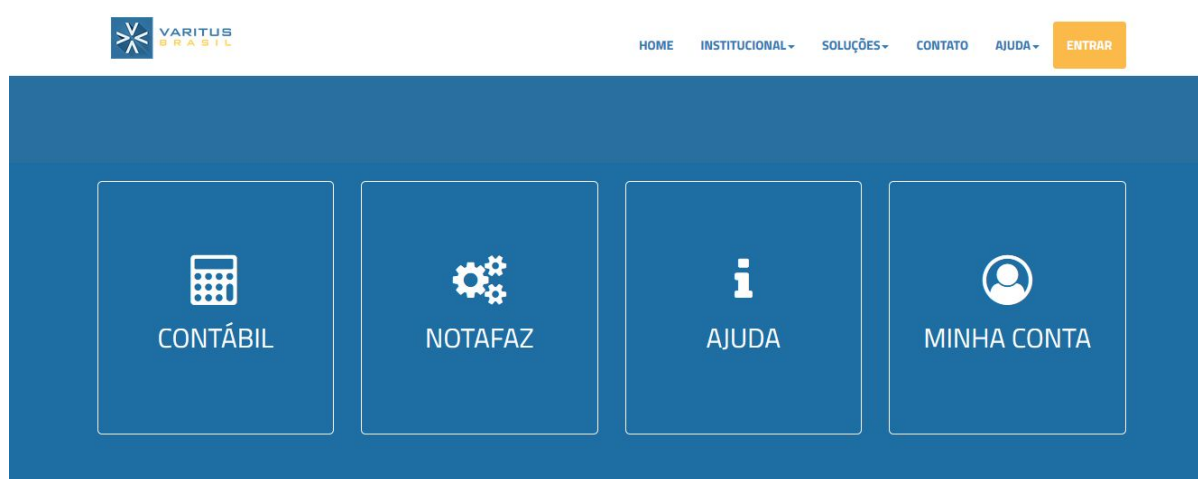 VARITUS
BRASIL
HOME INSTITUCIONAL SOLUÇÕES CONTATO AJUDA ENTRAR
CONTÁBIL NOTAFAZ AJUDA MINHA CONTA